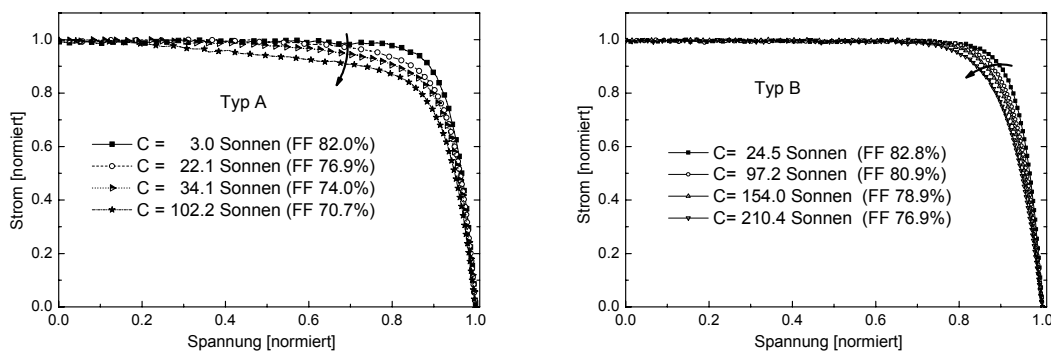 1.0
0.8
0.6
0.4
0.2
0.0
Strom [normiert]
Typ A
C = 3.0 Sonnen (FF 82.0%)
C = 22.1 Sonnen (FF 76.9%)
C = 34.1 Sonnen (FF 74.0%)
C = 102.2 Sonnen (FF 70.7%)
0.0 0.2 0.4 0.6 0.8 1.0
Spannung [normiert]
1.0
0.8
0.6
0.4
0.2
0.0
Strom [normiert]
Typ B
C= 24.5 Sonnen (FF 82.8%)
C= 97.2 Sonnen (FF 80.9%)
C= 154.0 Sonnen (FF 78.9%)
C= 210.4 Sonnen (FF 76.9%)
0.0 0.2 0.4 0.6 0.8 1.0
Spannung [normiert]